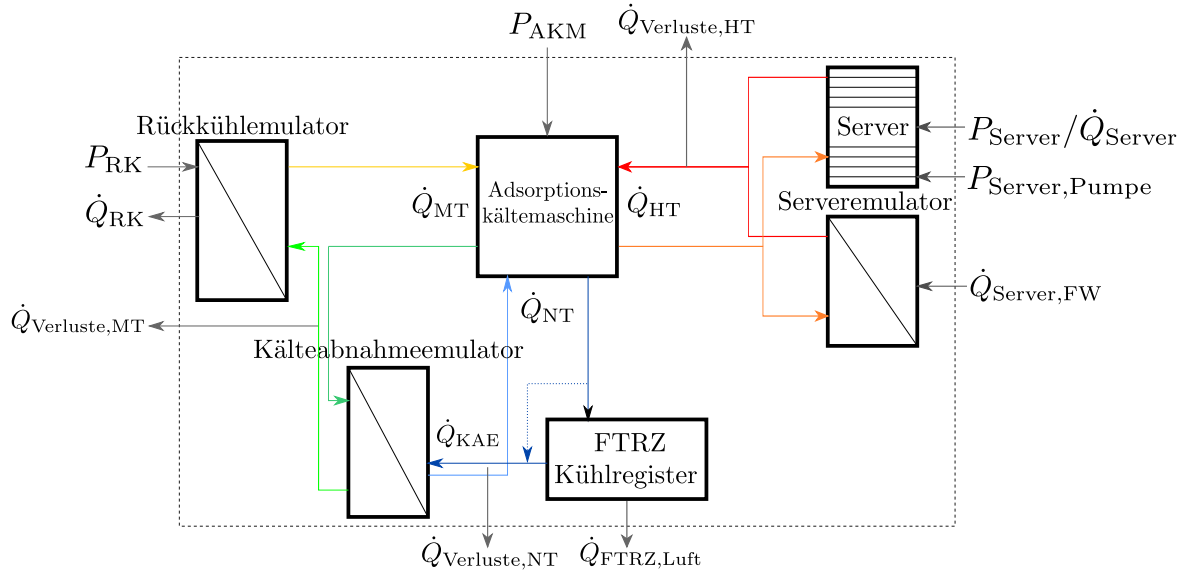 P_AKM
Q̇_Verluste,HT
Rückkühlemulator
Server
P_Server/Q̇_Server
P_RK
P_Server,Pumpe
Adsorptions-
kältemaschine
Q̇_MT
Q̇_HT
Serveremulator
Q̇_RK
Q̇_Server,FW
Q̇_NT
Q̇_Verluste,MT
Kälteabnahmeemulator
Q̇_KAE
FTRZ
Kühlregister
Q̇_Verluste,NT
Q̇_FTRZ,Luft